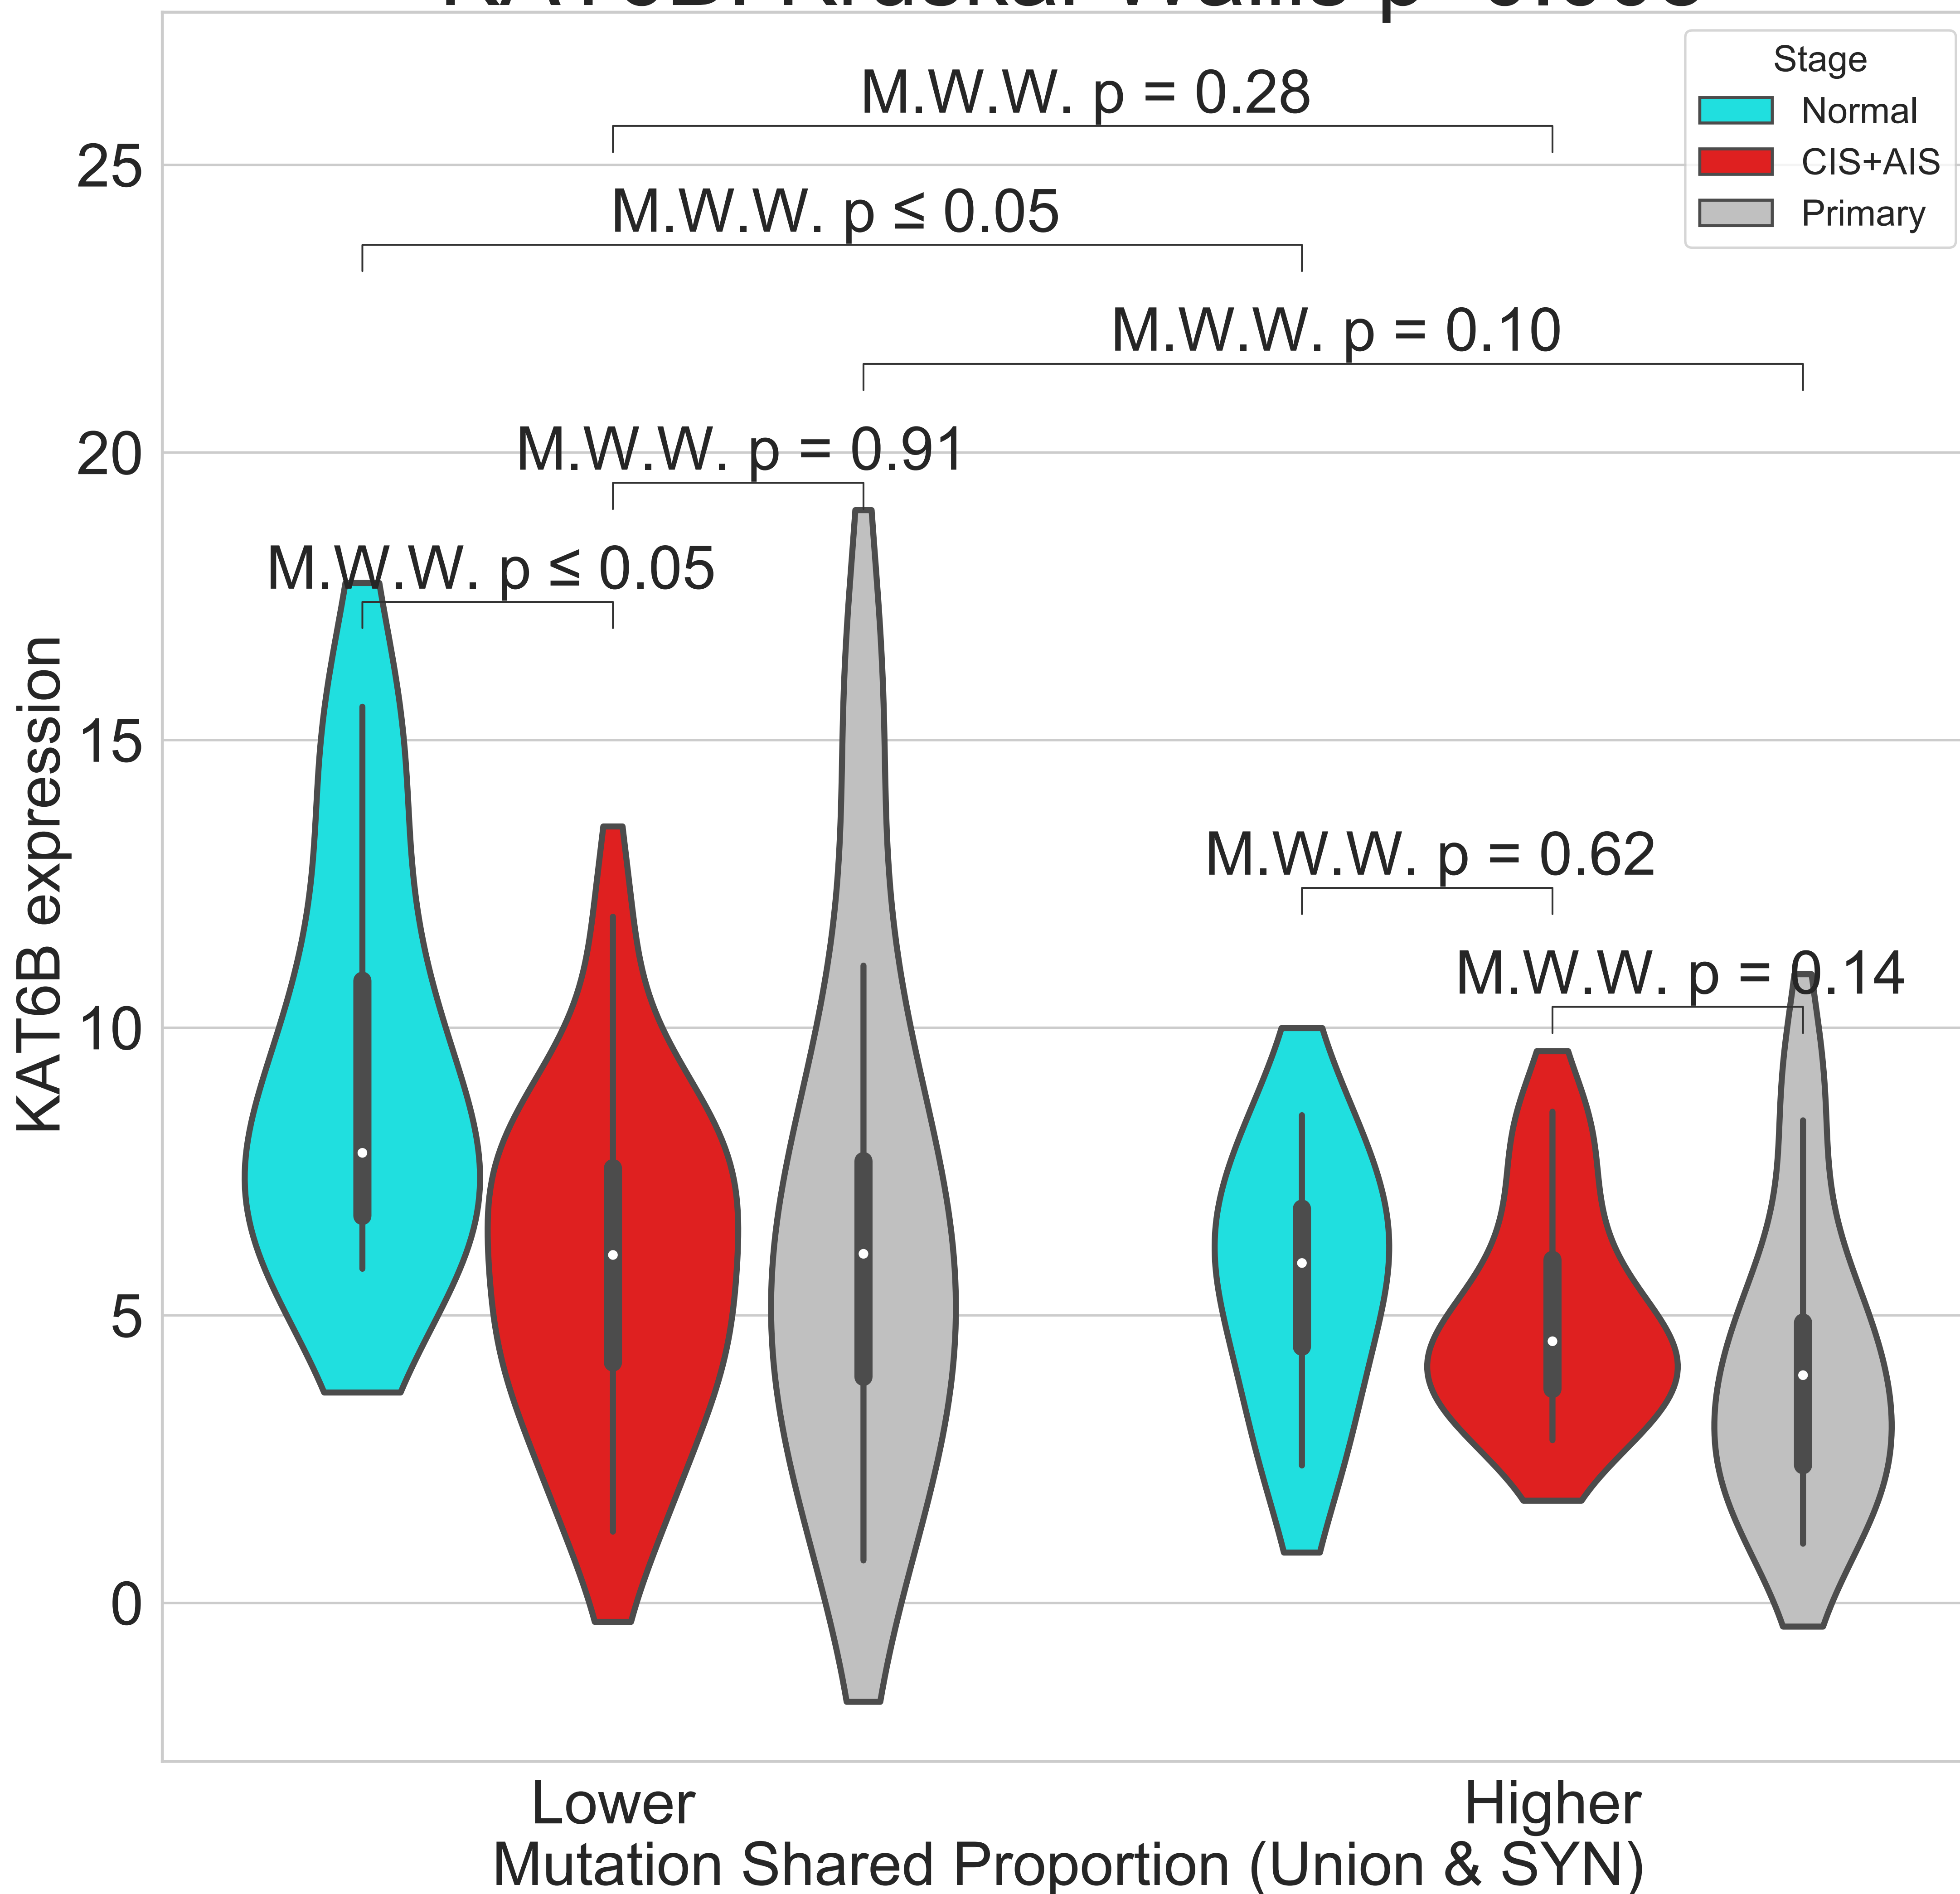 Stage
Normal
CIS+AIS
Primary
M.W.W. p = 0.28
M.W.W. p ≤ 0.05
M.W.W. p = 0.10
M.W.W. p = 0.91
M.W.W. p ≤ 0.05
M.W.W. p = 0.62
M.W.W. p = 0.14
25
20
15
10
5
0
KAT6B expression
Lower
Higher
Mutation Shared Proportion (Union & SYN)